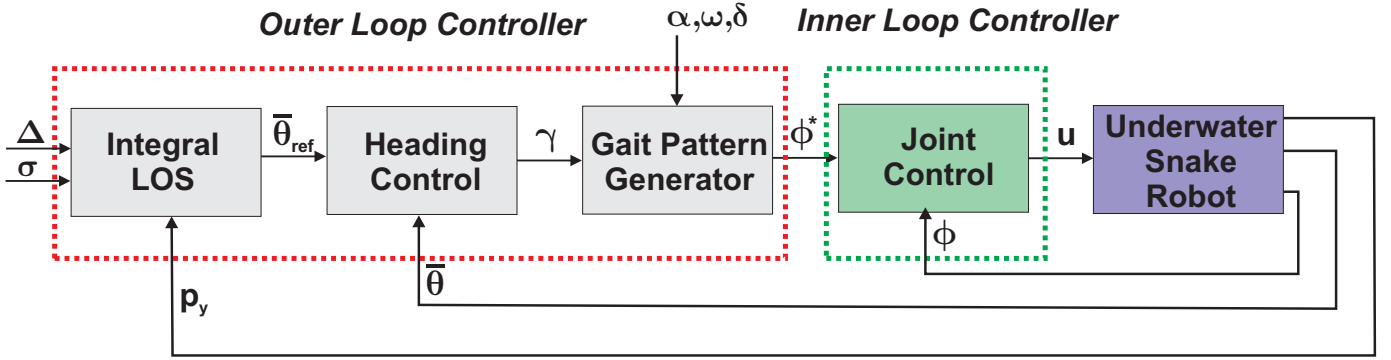 Outer Loop Controller
α,ω,δ
Inner Loop Controller
Δ
σ
Integral
LOS
θ̅ref
Heading
Control
γ
Gait Pattern
Generator
ϕ*
Joint
Control
u
Underwater
Snake
Robot
ϕ
θ̅
py